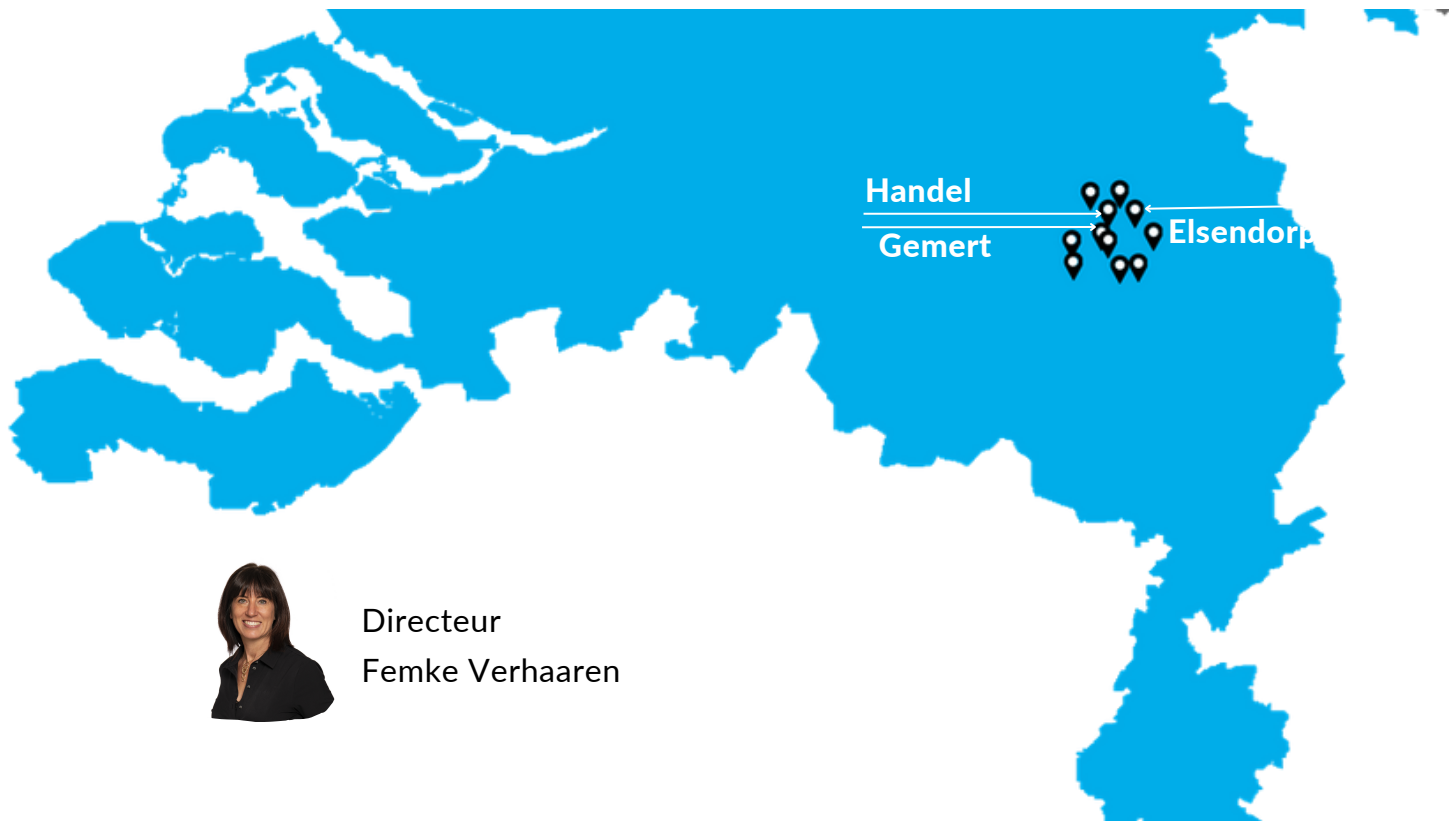 Handel
Gemert
Elsendorp
Directeur
Femke Verhaaren